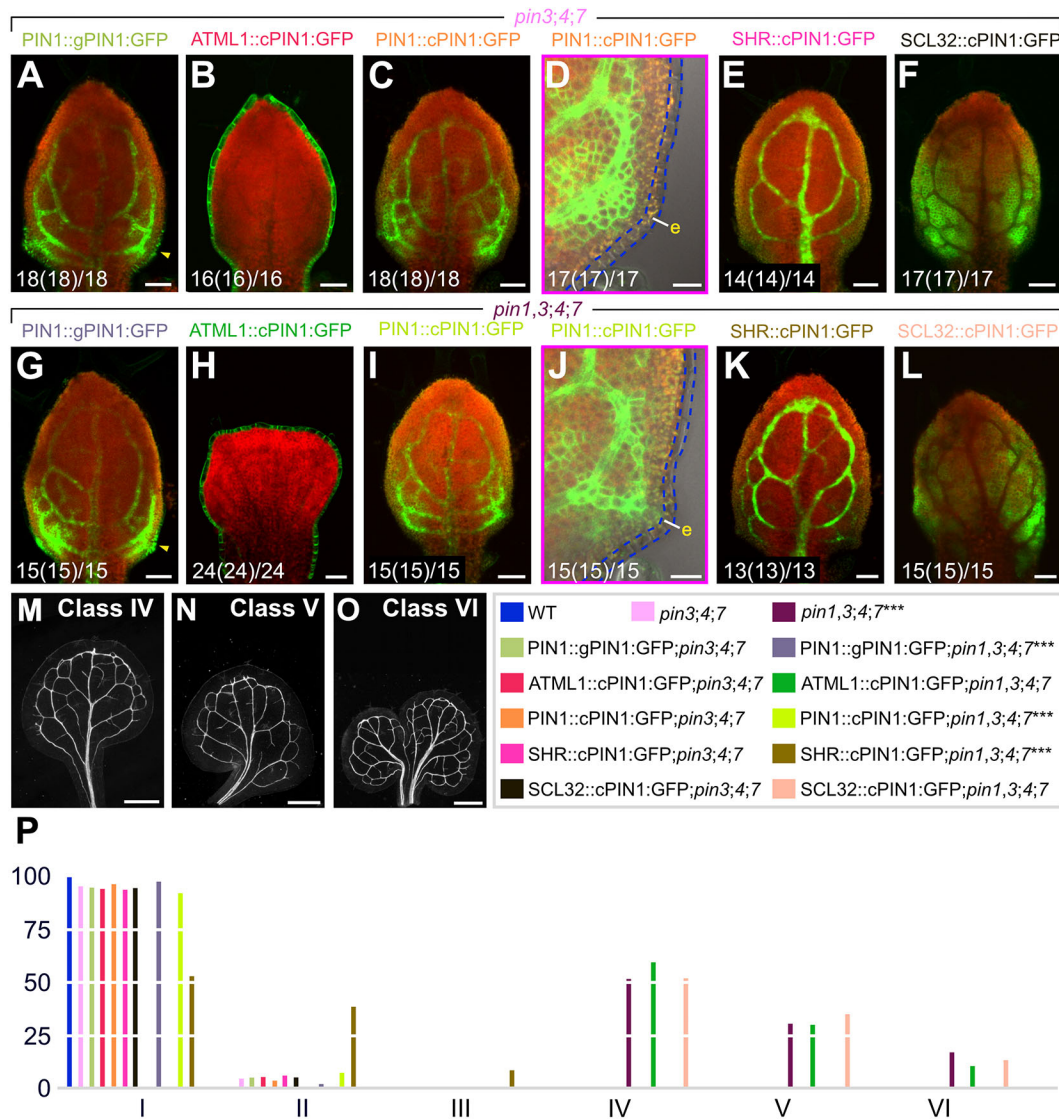 pin3;4;7
PIN1::gPIN1:GFP ATML1::cPIN1:GFP PIN1::cPIN1:GFP PIN1::cPIN1:GFP SHR::cPIN1:GFP SCL32::cPIN1:GFP
A B C D E F
e
18(18)/18 16(16)/16 18(18)/18 17(17)/17 14(14)/14 17(17)/17
pin1,3;4;7
PIN1::gPIN1:GFP ATML1::cPIN1:GFP PIN1::cPIN1:GFP PIN1::cPIN1:GFP SHR::cPIN1:GFP SCL32::cPIN1:GFP
G H I J K L
e
15(15)/15 24(24)/24 15(15)/15 15(15)/15 13(13)/13 15(15)/15
M Class IV N Class V O Class VI
WT pin3;4;7 pin1,3;4;7***
PIN1::gPIN1:GFP;pin3;4;7 PIN1::gPIN1:GFP;pin1,3;4;7***
ATML1::cPIN1:GFP;pin3;4;7 ATML1::cPIN1:GFP;pin1,3;4;7
PIN1::cPIN1:GFP;pin3;4;7 PIN1::cPIN1:GFP;pin1,3;4;7***
SHR::cPIN1:GFP;pin3;4;7 SHR::cPIN1:GFP;pin1,3;4;7***
SCL32::cPIN1:GFP;pin3;4;7 SCL32::cPIN1:GFP;pin1,3;4;7
P
100
75
50
25
0
I II III IV V VI